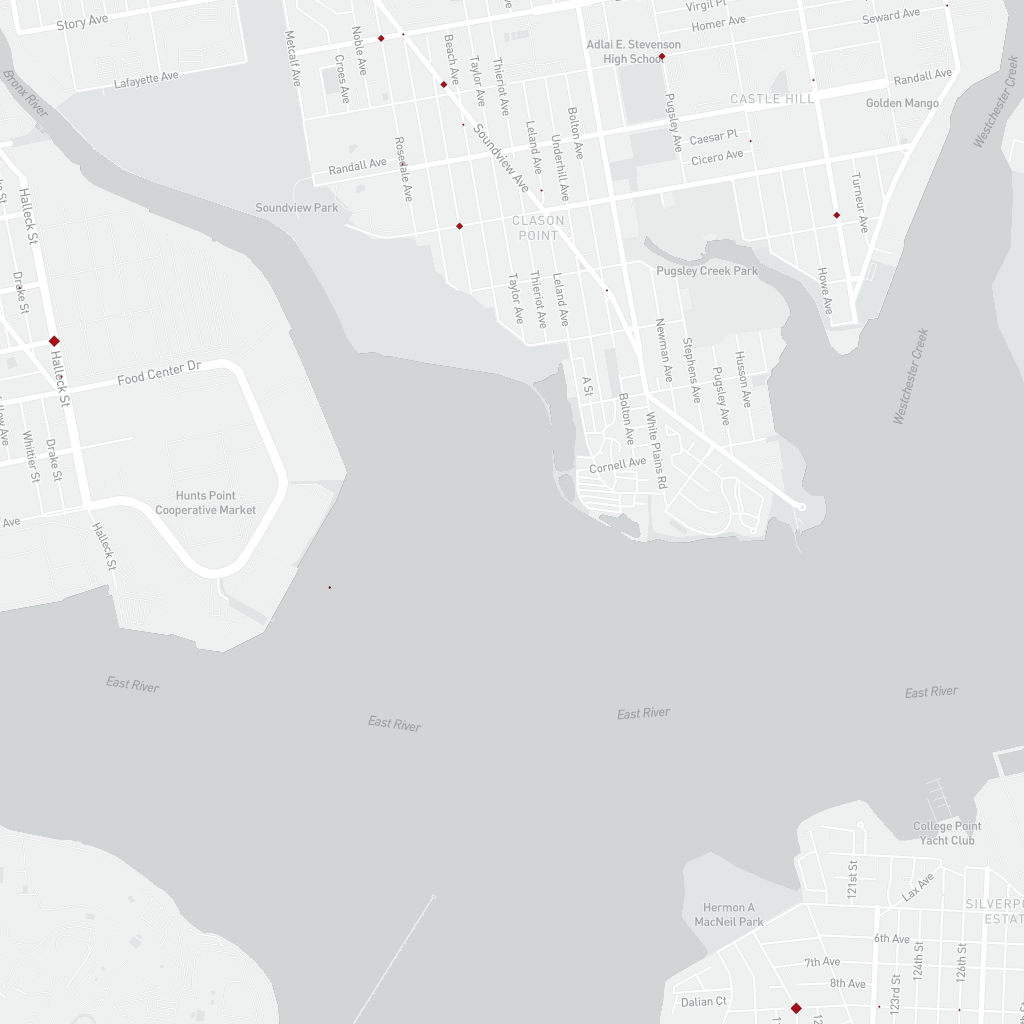 Story Ave
Virgil Pl
Homer Ave
Seward Ave
Metcalf Ave
Noble Ave
Croes Ave
Beach Ave
Taylor Ave
Thieriot Ave
Adlai E. Stevenson
High School
Lafayette Ave
Bronx River
Randall Ave
CASTLE HILL
Golden Mango
Westchester Creek
Pugsley Ave
Bolton Ave
Leland Ave
Underhill Ave
Soundview Ave
Caesar Pl
Cicero Ave
Rosedale Ave
Randall Ave
Turneur Ave
Halleck St
Soundview Park
CLASON
POINT
Pugsley Creek Park
Howe Ave
Drake St
Taylor Ave
Thieriot Ave
Leland Ave
Newman Ave
Stephens Ave
Pugsley Ave
Husson Ave
Westchester Creek
Halleck St
Food Center Dr
A St
Bolton Ave
White Plains Rd
Whittier St
Drake St
Cornell Ave
Hunts Point
Cooperative Market
Ave
Halleck St
East River
East River
East River
East River
College Point
Yacht Club
121st St
Lax Ave
Hermon A
MacNeil Park
6th Ave
7th Ave
8th Ave
124th St
126th St
123rd St
Dalian Ct